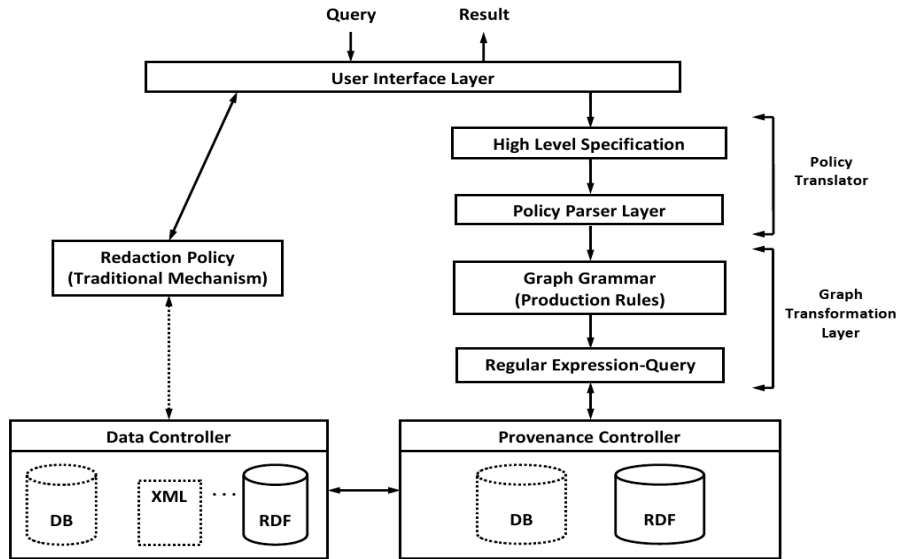 Query
Result
User Interface Layer
High Level Specification
Policy
Translator
Policy Parser Layer
Redaction Policy
(Traditional Mechanism)
Graph Grammar
(Production Rules)
Graph
Transformation
Layer
Regular Expression-Query
Data Controller
Provenance Controller
XML
...
DB
RDF
DB
RDF